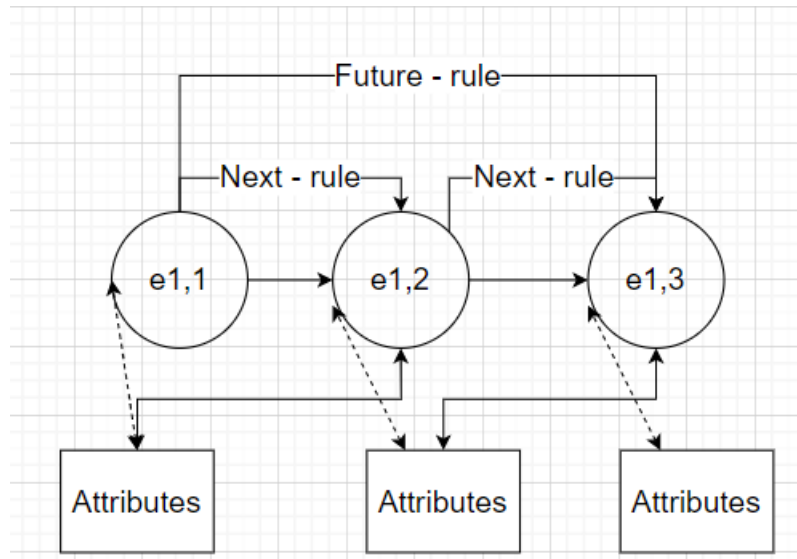 Future - rule
Next - rule
Next - rule
e1,1
e1,2
e1,3
Attributes
Attributes
Attributes